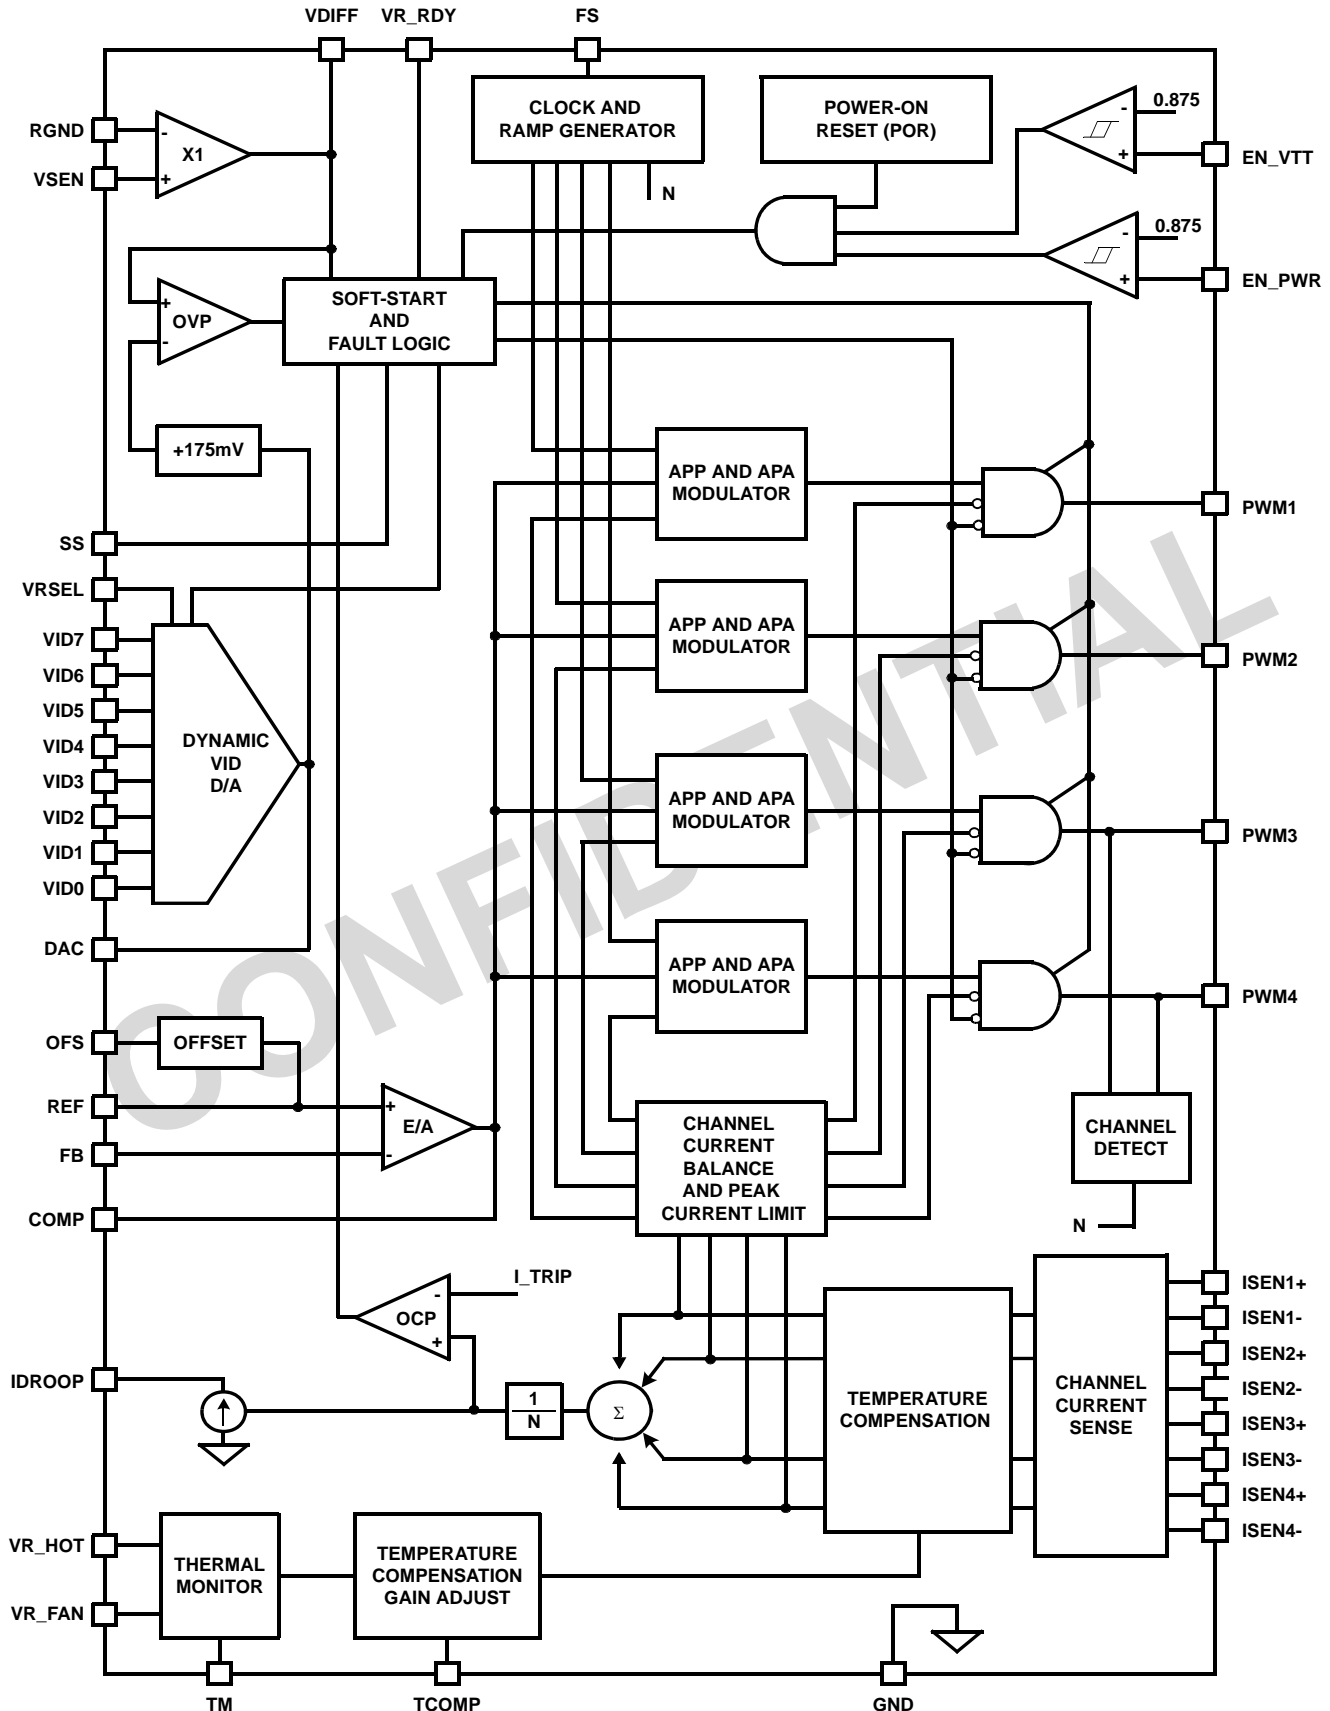 VDIFF VR_RDY FS
CLOCK AND
RAMP GENERATOR
N
POWER-ON
RESET (POR)
-
+
0.875
EN_VTT
-
+
0.875
EN_PWR
RGND
VSEN
-
X1
+
+
OVP
-
SOFT-START
AND
FAULT LOGIC
+175mV
SS
VRSEL
VID7
VID6
VID5
VID4
VID3
VID2
VID1
VID0
DYNAMIC
VID
D/A
DAC
OFS
OFFSET
REF
FB
+
E/A
-
COMP
APP AND APA
MODULATOR
APP AND APA
MODULATOR
APP AND APA
MODULATOR
APP AND APA
MODULATOR
PWM1
PWM2
PWM3
PWM4
CONFIDENTIAL
CHANNEL
CURRENT
BALANCE
AND PEAK
CURRENT LIMIT
CHANNEL
DETECT
N
I_TRIP
-
OCP
+
IDROOP
1
N
Σ
TEMPERATURE
COMPENSATION
CHANNEL
CURRENT
SENSE
ISEN1+
ISEN1-
ISEN2+
ISEN2-
ISEN3+
ISEN3-
ISEN4+
ISEN4-
VR_HOT
VR_FAN
THERMAL
MONITOR
TEMPERATURE
COMPENSATION
GAIN ADJUST
TM TCOMP GND